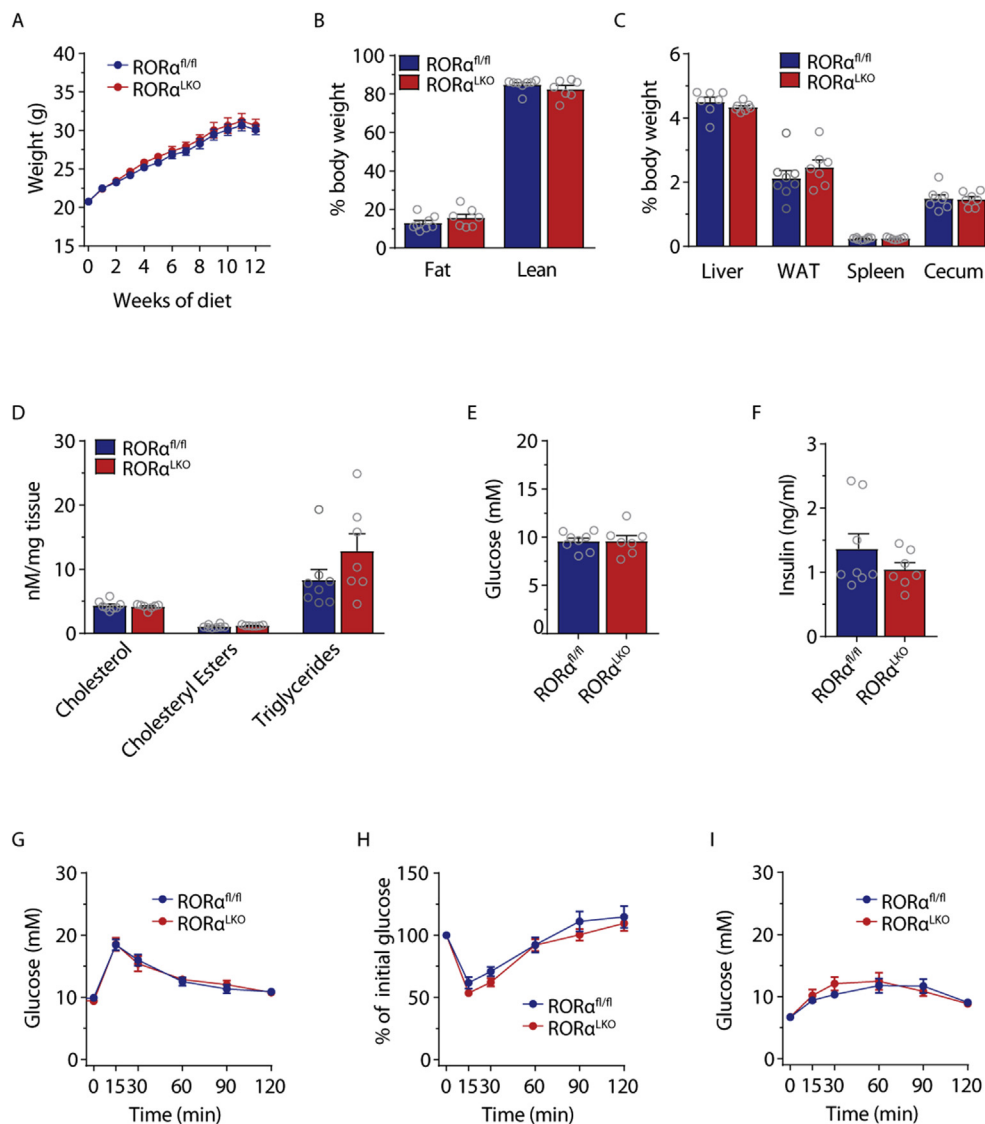 A
RORα^fl/fl
RORα^LKO
Weight (g)
35
30
25
20
15
0 2 4 6 8 10 12
Weeks of diet
B
RORα^fl/fl
RORα^LKO
% body weight
100
80
60
40
20
0
Fat Lean
C
RORα^fl/fl
RORα^LKO
% body weight
6
4
2
0
Liver WAT Spleen Cecum
D
RORα^fl/fl
RORα^LKO
nM/mg tissue
30
20
10
0
Cholesterol
Cholesteryl Esters
Triglycerides
E
Glucose (mM)
20
15
10
5
0
RORα^fl/fl
RORα^LKO
F
Insulin (ng/ml)
3
2
1
0
RORα^fl/fl
RORα^LKO
G
RORα^fl/fl
RORα^LKO
Glucose (mM)
30
20
10
0
0 15 30 60 90 120
Time (min)
H
RORα^fl/fl
RORα^LKO
% of initial glucose
150
100
50
0
0 15 30 60 90 120
Time (min)
I
RORα^fl/fl
RORα^LKO
Glucose (mM)
30
20
10
0
0 15 30 60 90 120
Time (min)